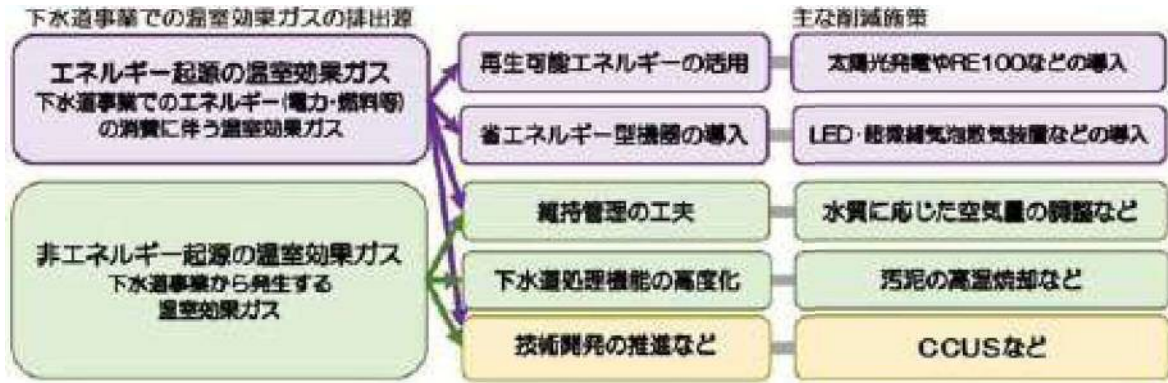 下水道事業での温室効果ガスの排出源
主な削減施策
エネルギー起源の温室効果ガス
下水道事業でのエネルギー(電力・燃料等)
の消費に伴う温室効果ガス
再生可能エネルギーの活用
太陽光発電やRE100などの導入
省エネルギー型機器の導入
LED・超微細気泡散気装置などの導入
非エネルギー起源の温室効果ガス
下水道事業から発生する
温室効果ガス
維持管理の工夫
水質に応じた空気量の調整など
下水道処理機能の高度化
汚泥の高温焼却など
技術開発の推進など
CCUSなど